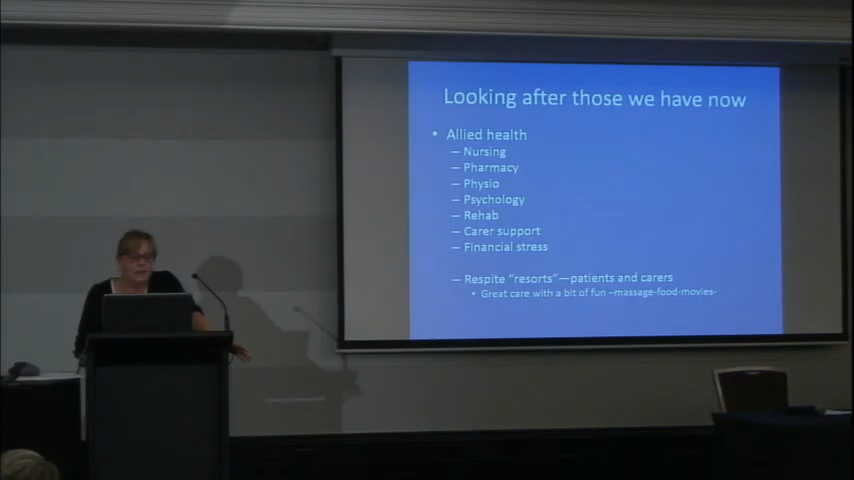 Looking after those we have now
• Allied health
– Nursing
– Pharmacy
– Physio
– Psychology
– Rehab
– Carer support
– Financial stress
– Respite “resorts”—patients and carers
• Great care with a bit of fun –massage-food-movies-